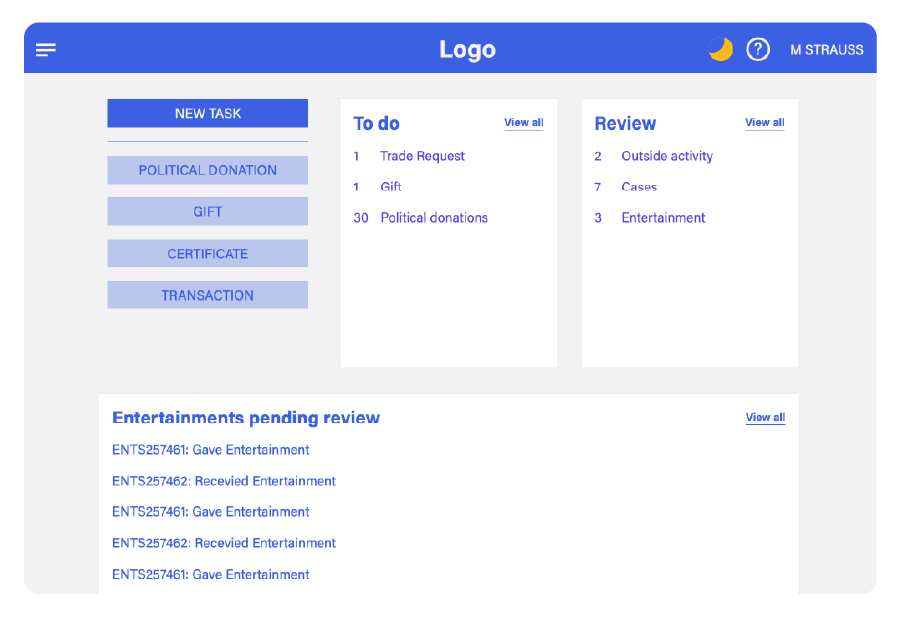 Logo
?
M STRAUSS
NEW TASK
POLITICAL DONATION
GIFT
CERTIFICATE
TRANSACTION
To do
View all
1 Trade Request
1 Gift
30 Political donations
Review
View all
2 Outside activity
7 Cases
3 Entertainment
Entertainments pending review
View all
ENTS257461: Gave Entertainment
ENTS257462: Recevied Entertainment
ENTS257461: Gave Entertainment
ENTS257462: Recevied Entertainment
ENTS257461: Gave Entertainment